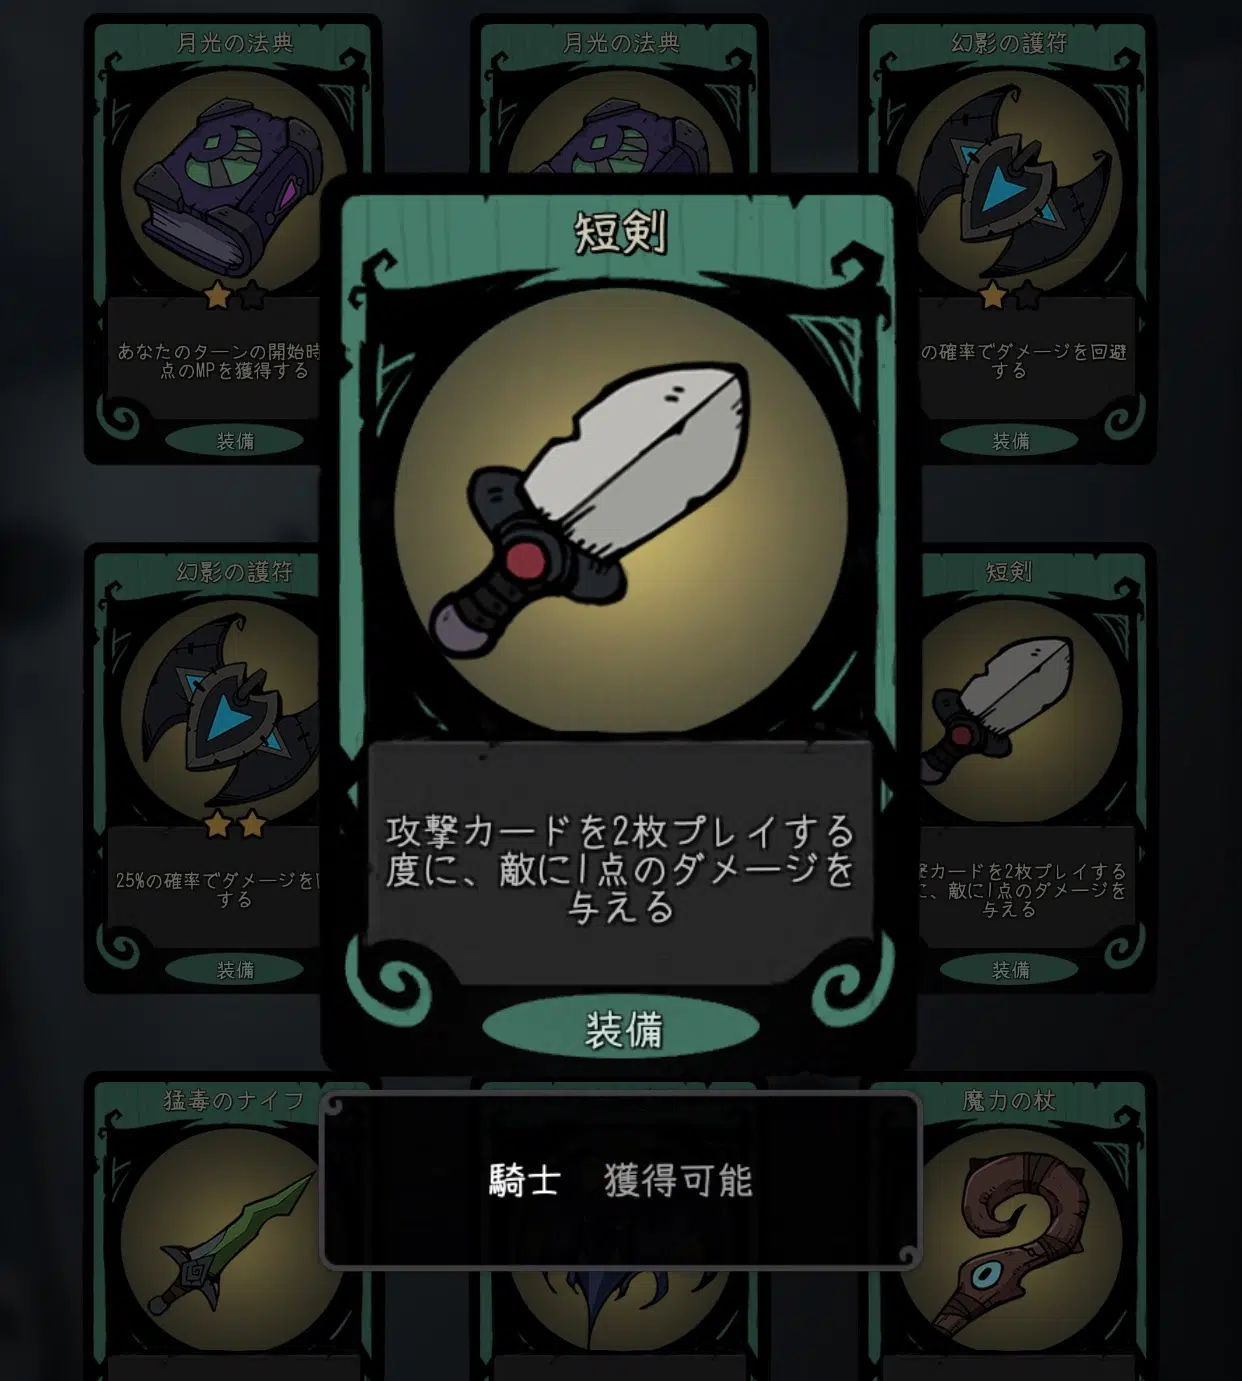 月光の法典
月光の法典
幻影の護符
あなたのターンの開始時
点のMPを獲得する
の確率でダメージを回避
する
装備
装備
短剣
攻撃カードを2枚プレイする
度に、敵に1点のダメージを
与える
装備
幻影の護符
25%の確率でダメージを
する
装備
短剣
カードを2枚プレイする
、敵に1点のダメージを
与える
装備
猛毒のナイフ
魔力の杖
騎士 獲得可能